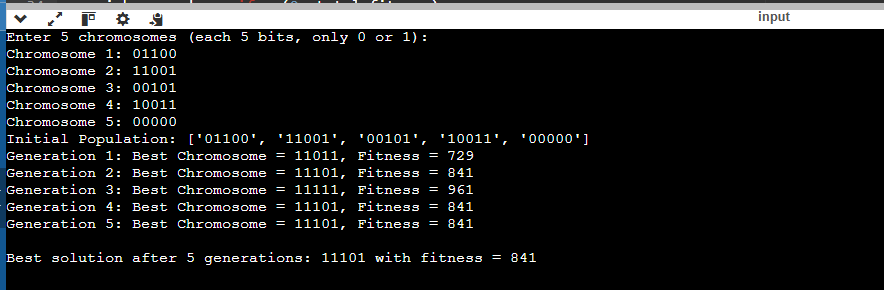 input
Enter 5 chromosomes (each 5 bits, only 0 or 1):
Chromosome 1: 01100
Chromosome 2: 11001
Chromosome 3: 00101
Chromosome 4: 10011
Chromosome 5: 00000
Initial Population: ['01100', '11001', '00101', '10011', '00000']
Generation 1: Best Chromosome = 11011, Fitness = 729
Generation 2: Best Chromosome = 11101, Fitness = 841
Generation 3: Best Chromosome = 11111, Fitness = 961
Generation 4: Best Chromosome = 11101, Fitness = 841
Generation 5: Best Chromosome = 11101, Fitness = 841
Best solution after 5 generations: 11101 with fitness = 841